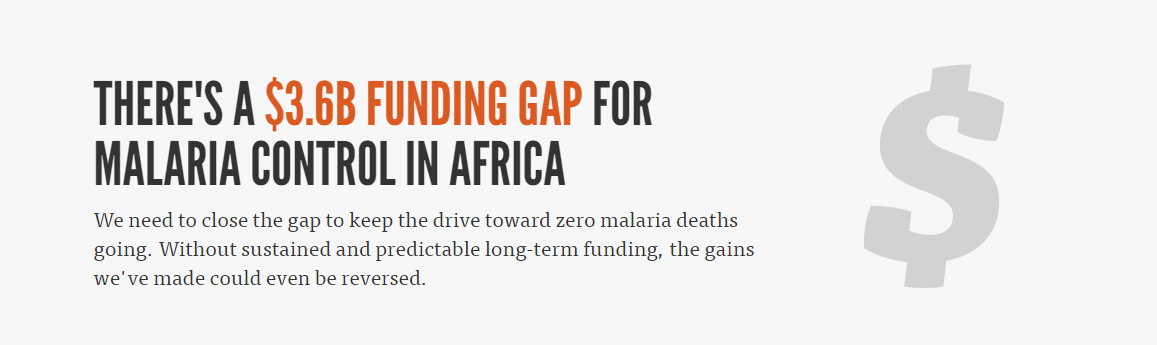 THERE'S A $3.6B FUNDING GAP FOR
MALARIA CONTROL IN AFRICA
We need to close the gap to keep the drive toward zero malaria deaths
going. Without sustained and predictable long-term funding, the gains
we've made could even be reversed.
$